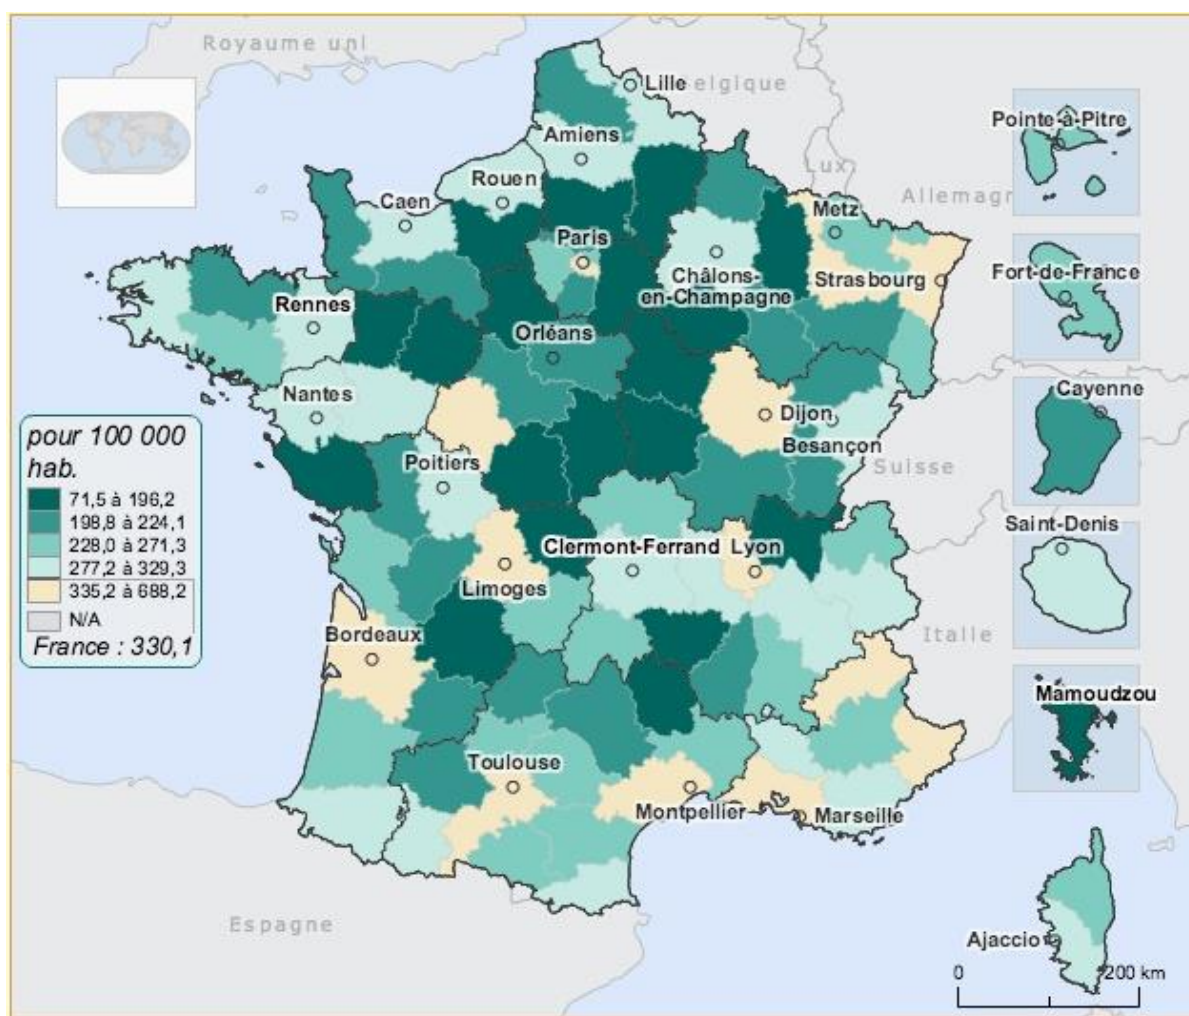 Royaume uni
Lille
elgique
Pointe-à-Pitre
Amiens
Lux
Allemagn
Rouen
Caen
Metz
Paris
Strasbourg
Fort-de-France
Châlons-
en-Champagne
Rennes
Orléans
Nantes
Dijon
Cayenne
Besançon
pour 100 000
hab.
Poitiers
Suisse
71,5 à 196,2
198,8 à 224,1
228,0 à 271,3
277,2 à 329,3
335,2 à 688,2
N/A
France : 330,1
Saint-Denis
Clermont-Ferrand
Lyon
Limoges
Bordeaux
Italie
Mamoudzou
Toulouse
Montpellier
Marseille
Espagne
Ajaccio
0
200 km